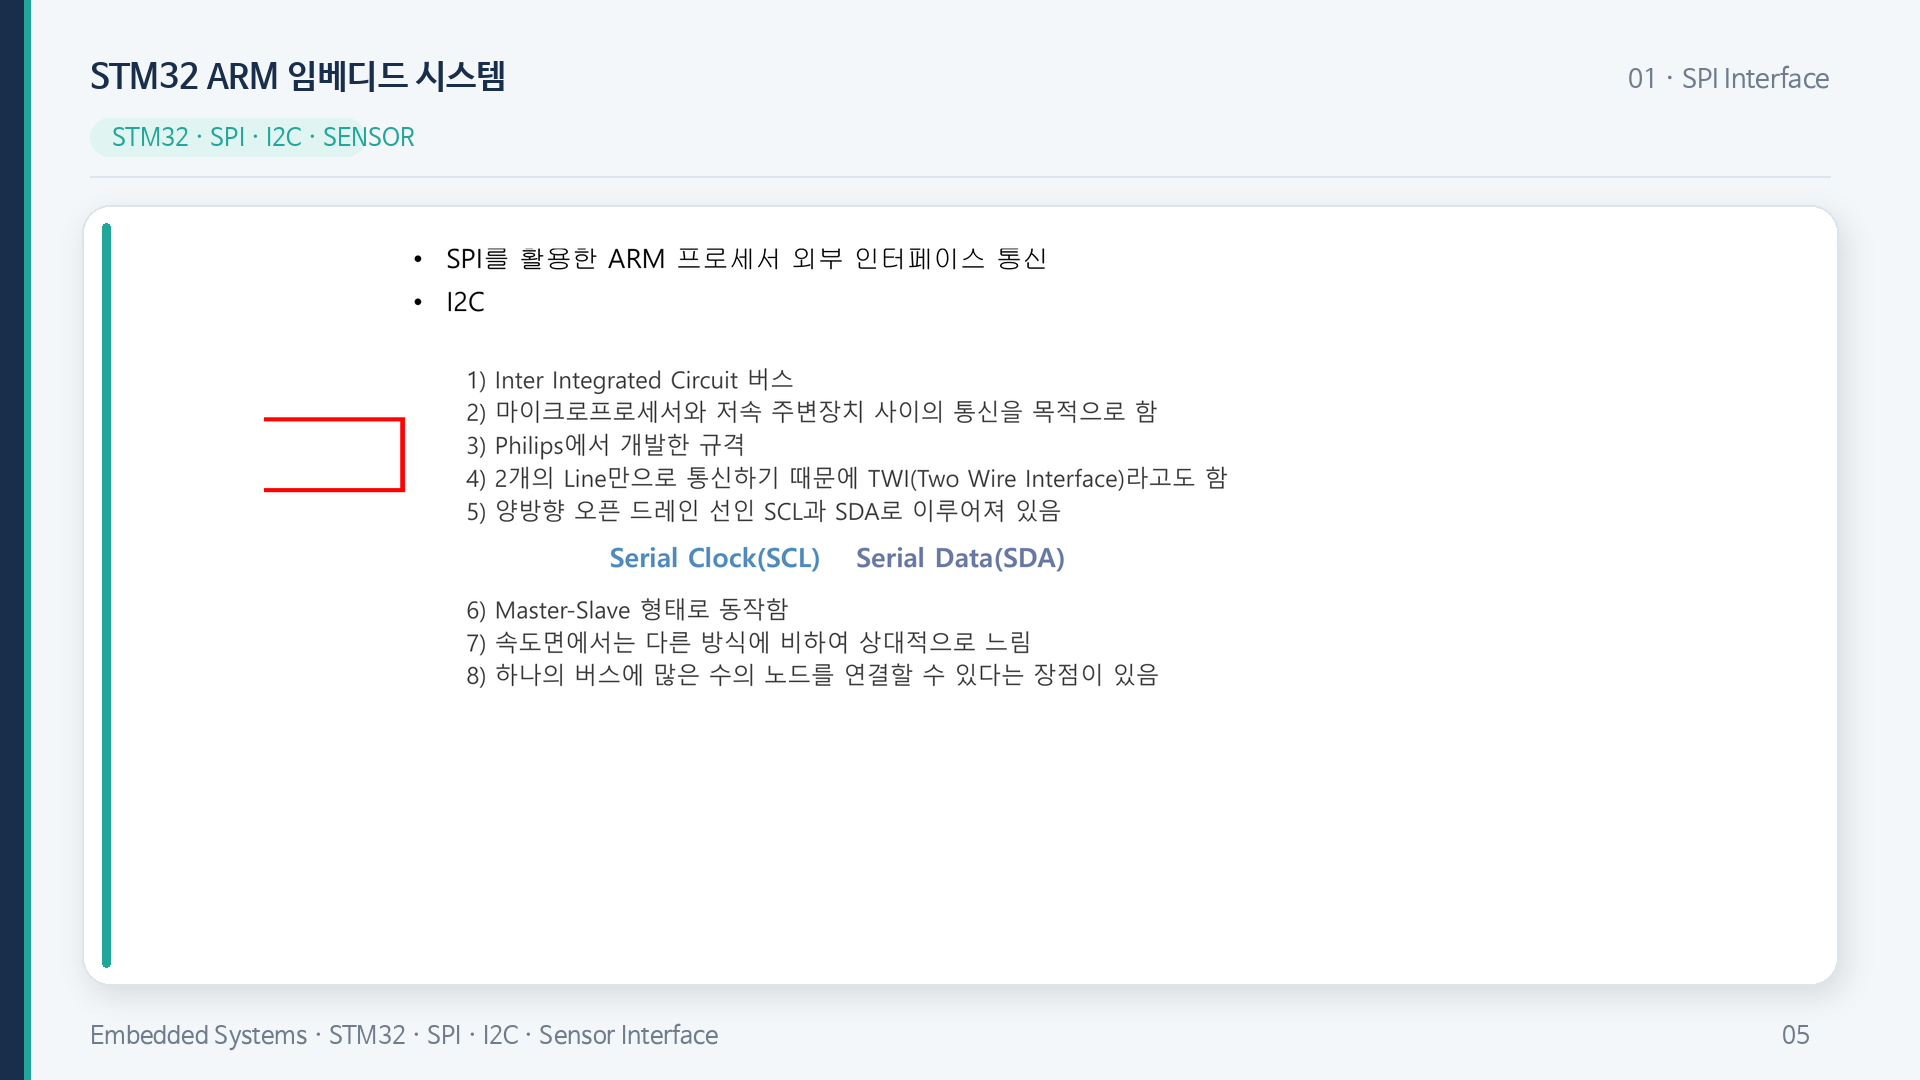 STM32 ARM 임베디드 시스템
01 · SPI Interface
STM32 · SPI · I2C · SENSOR
• SPI를 활용한 ARM 프로세서 외부 인터페이스 통신
• I2C
1) Inter Integrated Circuit 버스
2) 마이크로프로세서와 저속 주변장치 사이의 통신을 목적으로 함
3) Philips에서 개발한 규격
4) 2개의 Line만으로 통신하기 때문에 TWI(Two Wire Interface)라고도 함
5) 양방향 오픈 드레인 선인 SCL과 SDA로 이루어져 있음
Serial Clock(SCL) Serial Data(SDA)
6) Master-Slave 형태로 동작함
7) 속도면에서는 다른 방식에 비하여 상대적으로 느림
8) 하나의 버스에 많은 수의 노드를 연결할 수 있다는 장점이 있음
Embedded Systems · STM32 · SPI · I2C · Sensor Interface
05